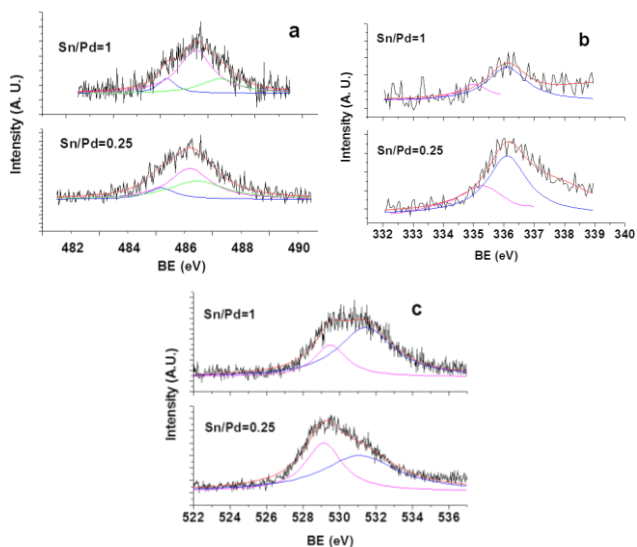 a
Sn/Pd=1
Sn/Pd=0.25
Intensity (A. U.)
482 484 486 488 490
BE (eV)
b
Sn/Pd=1
Sn/Pd=0.25
Intensity (A. U.)
332 333 334 335 336 337 338 339 340
BE (eV)
c
Sn/Pd=1
Sn/Pd=0.25
Intensity (A.U.)
522 524 526 528 530 532 534 536
BE (eV)